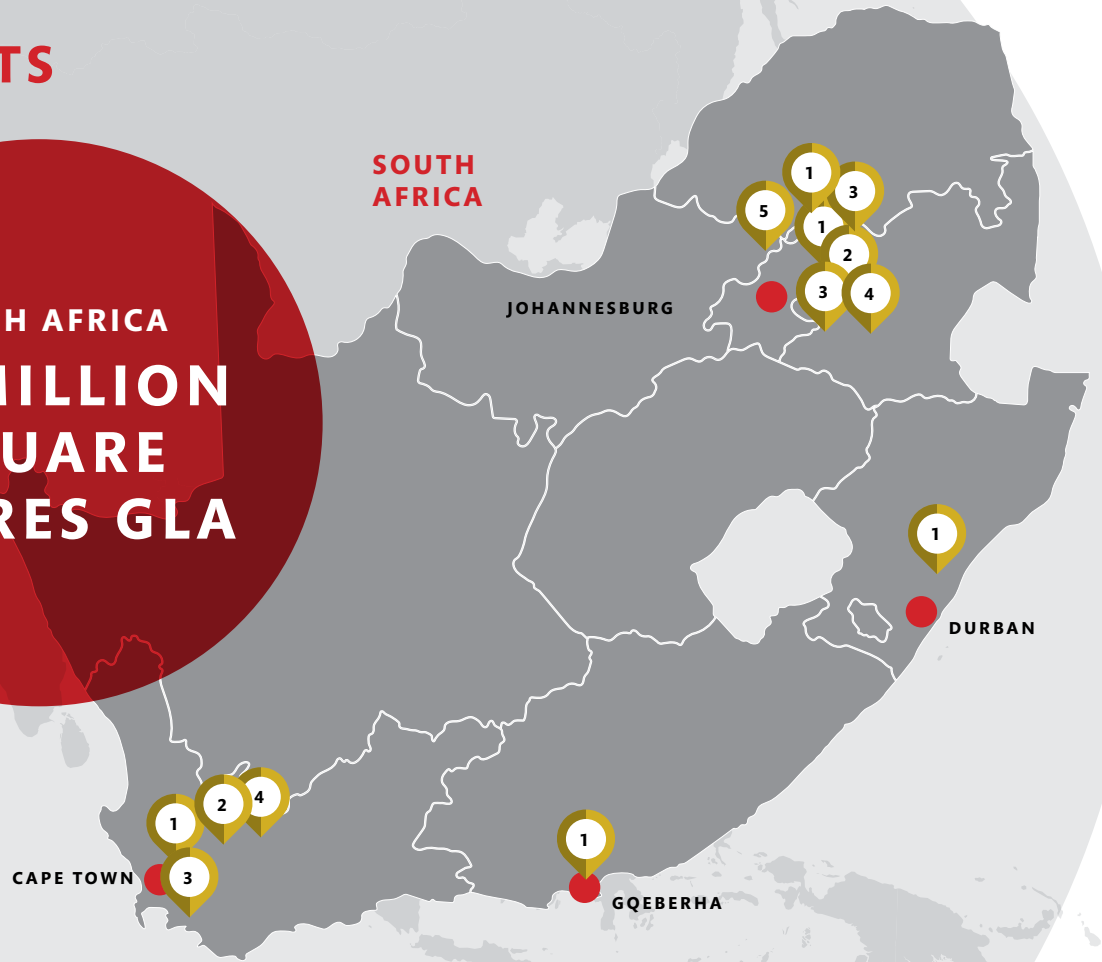 TS
SOUTH
AFRICA
1
3
5
1
2
3
4
JOHANNESBURG
H AFRICA
MILLION
UARE
RES GLA
1
DURBAN
4
2
1
1
3
CAPE TOWN
GQEBERHA